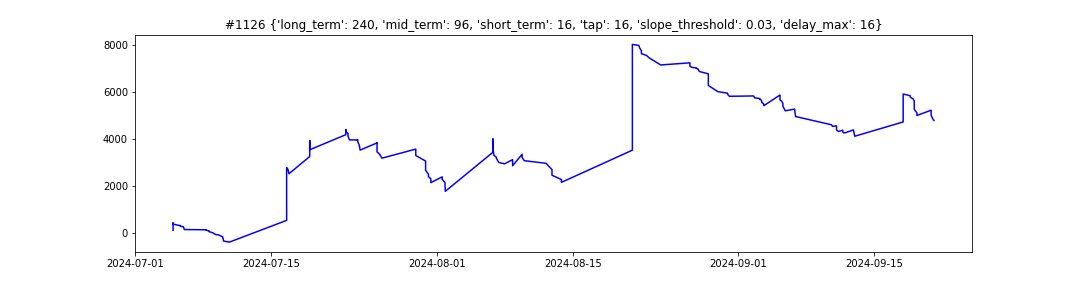 #1126 {'long_term': 240, 'mid_term': 96, 'short_term': 16, 'tap': 16, 'slope_threshold': 0.03, 'delay_max': 16}
8000
6000
4000
2000
0
2024-07-01 2024-07-15 2024-08-01 2024-08-15 2024-09-01 2024-09-15